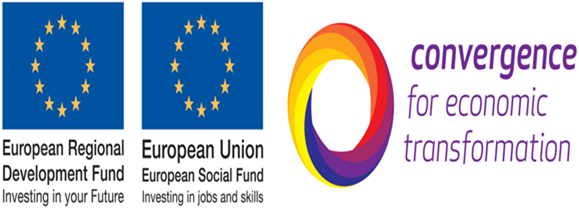 European Regional
Development Fund
Investing in your Future
European Union
European Social Fund
Investing in jobs and skills
convergence
for economic
transformation